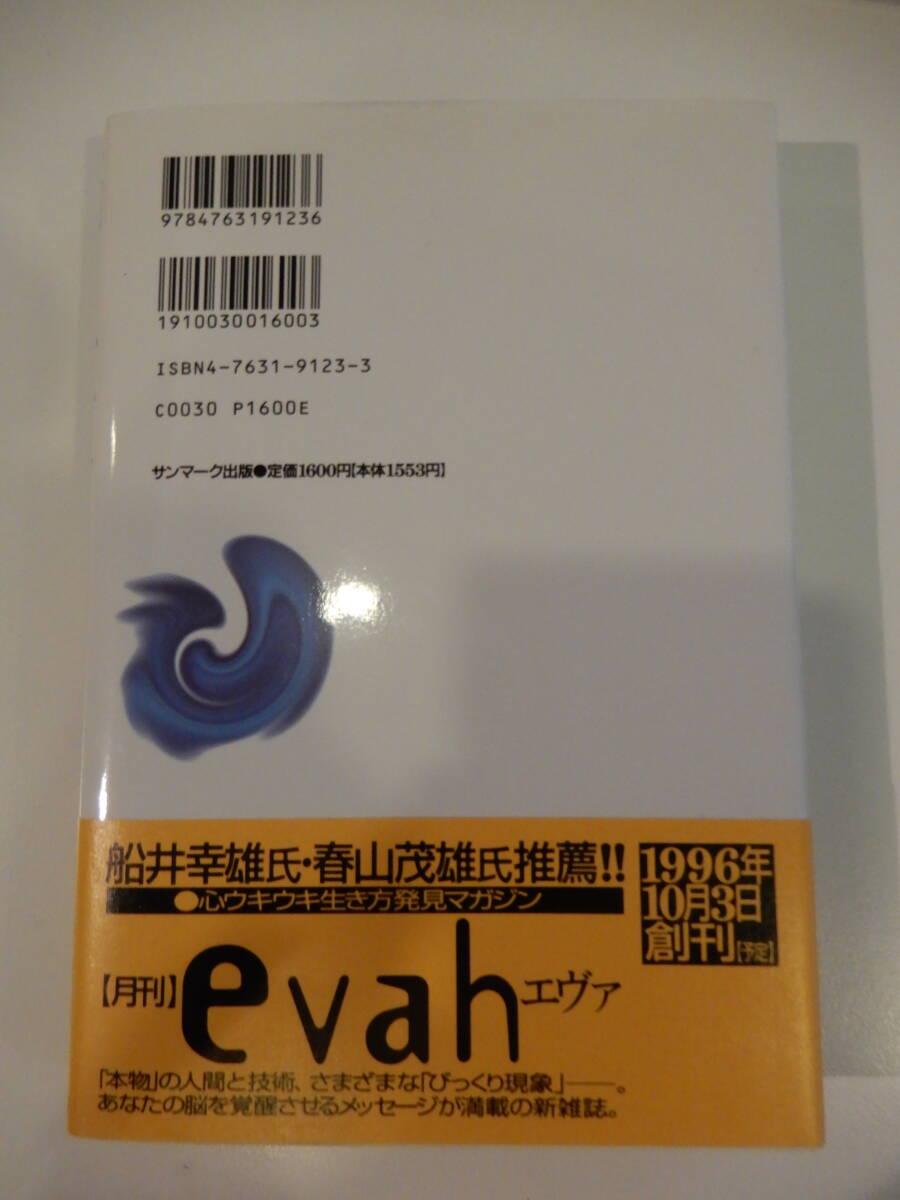 9784763191236
1910030016003
ISBN4-7631-9123-3
C0030 P1600E
サンマーク出版●定価1600円【本体1553円】
船井幸雄氏・春山茂雄氏推薦!!
●心ウキウキ生き方発見マガジン
1996年
10月3日
創刊【予定】
【月刊】evahエヴァ
「本物」の人間と技術、さまざまな「びっくり現象」――。
あなたの脳を覚醒させるメッセージが満載の新雑誌。